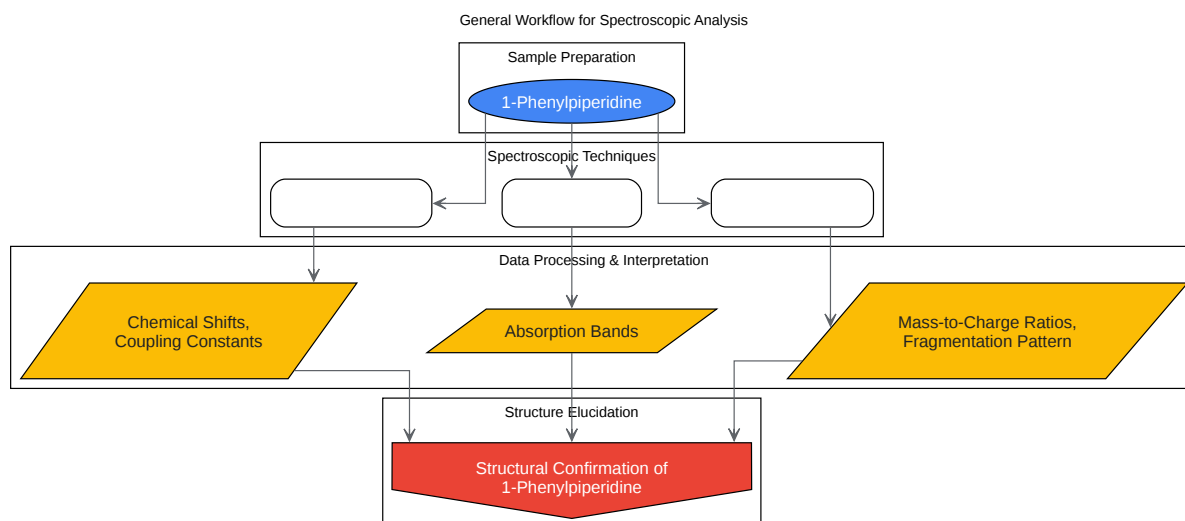 General Workflow for Spectroscopic Analysis
Sample Preparation
1-Phenylpiperidine
Spectroscopic Techniques
Data Processing & Interpretation
Chemical Shifts,
Coupling Constants
Absorption Bands
Mass-to-Charge Ratios,
Fragmentation Pattern
Structure Elucidation
Structural Confirmation of
1-Phenylpiperidine